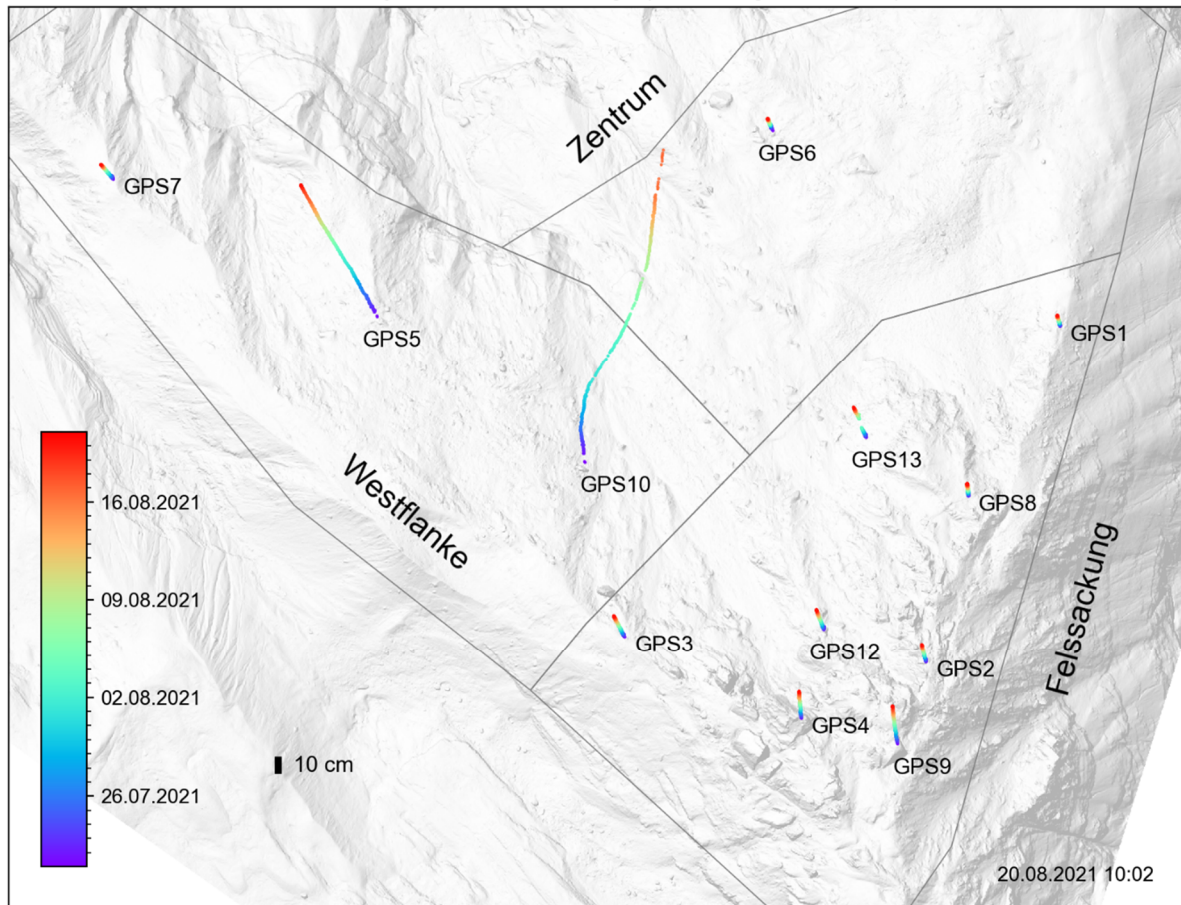 Zentrum
GPS6
GPS7
GPS5
GPS1
GPS13
GPS10
GPS8
Westflanke
16.08.2021
09.08.2021
02.08.2021
26.07.2021
Felssackung
GPS3
GPS12
GPS2
GPS4
GPS9
10 cm
20.08.2021 10:02